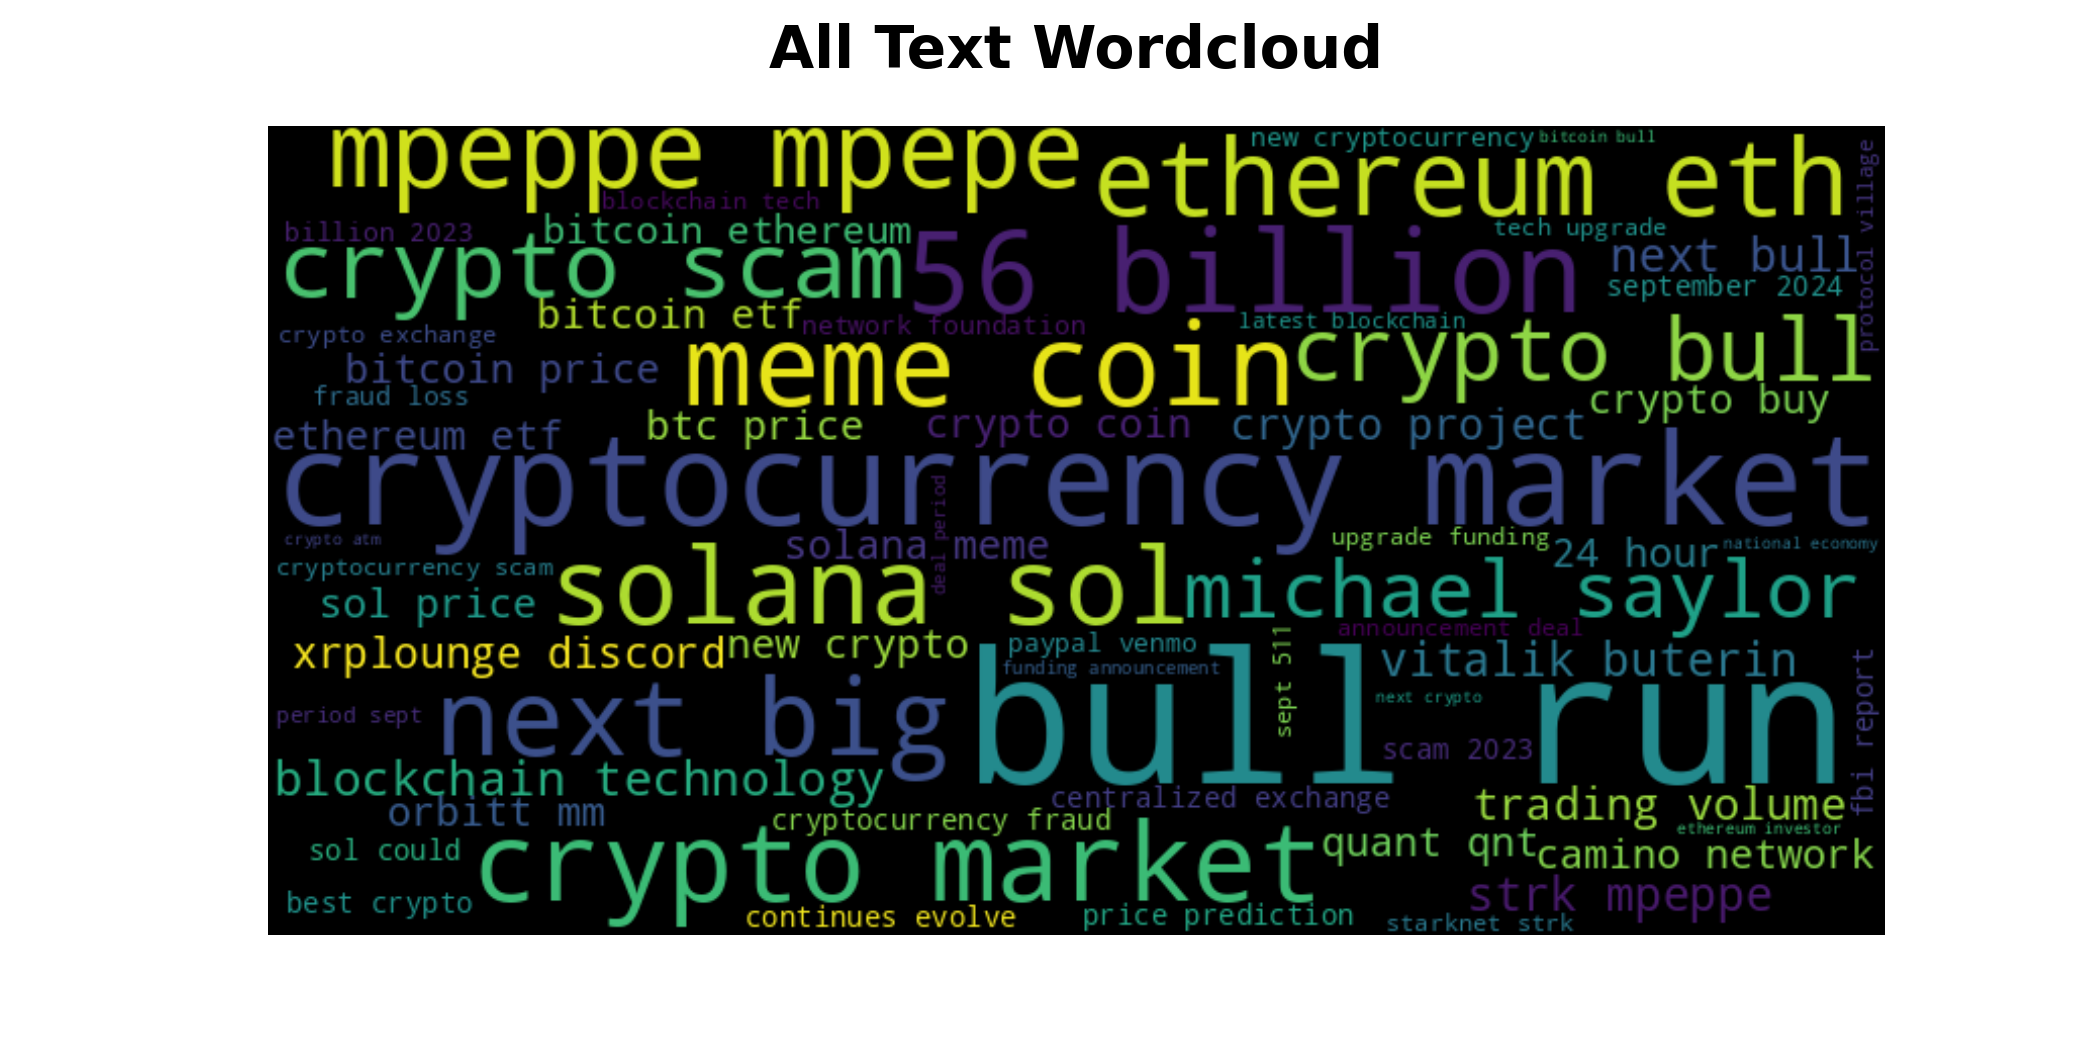 All Text Wordcloud
mpeppe mpepe
new cryptocurrency
bitcoin bull
ethereum eth
blockchain tech
billion 2023
bitcoin ethereum
tech upgrade
protocol village
crypto scam
56 billion
next bull
september 2024
bitcoin etf
network foundation
latest blockchain
crypto exchange
bitcoin price
meme coin
crypto bull
fraud loss
crypto buy
ethereum etf
btc price
crypto coin
crypto project
cryptocurrency market
deal period
crypto atm
solana meme
upgrade funding
24 hour
national economy
cryptocurrency scam
solana sol
michael saylor
sol price
announcement deal
xrplounge discord
new crypto
paypal venmo
sept 511
vitalik buterin
funding announcement
next crypto
fbi report
period sept
next big
bull run
scam 2023
blockchain technology
centralized exchange
orbitt mm
trading volume
cryptocurrency fraud
ethereum investor
sol could
crypto market
quant qnt
camino network
best crypto
strk mpeppe
continues evolve
price prediction
starknet strk